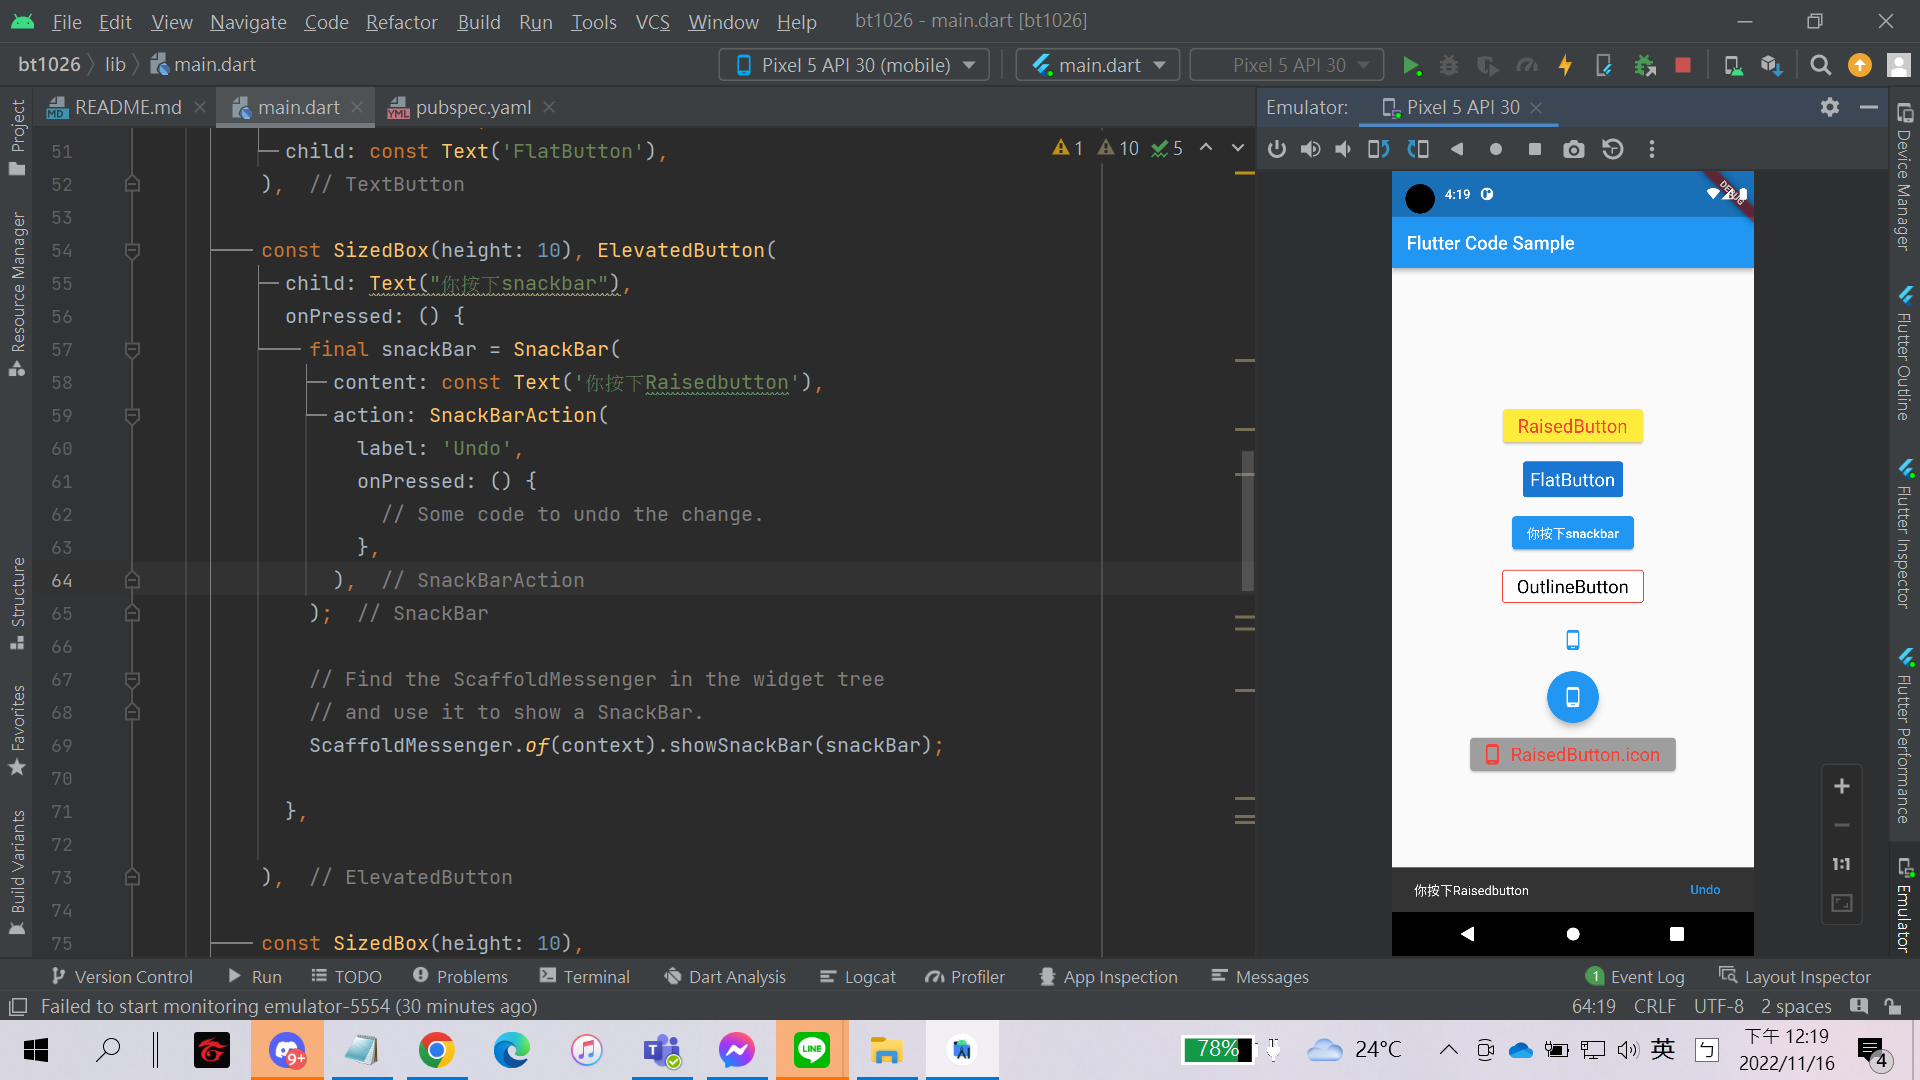 File Edit View Navigate Code Refactor Build Run Tools VCS Window Help bt1026 - main.dart [bt1026]
bt1026 lib main.dart Pixel 5 API 30 (mobile) main.dart Pixel 5 API 30
README.md main.dart pubspec.yaml
Emulator: Pixel 5 API 30
1 10 5
51 child: const Text('FlatButton'),
52 ), // TextButton
53
54 const SizedBox(height: 10), ElevatedButton(
55 child: Text("你按下snackbar"),
56 onPressed: () {
57 final snackBar = SnackBar(
58 content: const Text('你按下Raisedbutton'),
59 action: SnackBarAction(
60 label: 'Undo',
61 onPressed: () {
62 // Some code to undo the change.
63 },
64 ), // SnackBarAction
65 ); // SnackBar
66
67 // Find the ScaffoldMessenger in the widget tree
68 // and use it to show a SnackBar.
69 ScaffoldMessenger.of(context).showSnackBar(snackBar);
70
71 },
72
73 ), // ElevatedButton
74
75 const SizedBox(height: 10),
Project
Resource Manager
Structure
Favorites
Build Variants
4:19
DEBUG
Flutter Code Sample
RaisedButton
FlatButton
你按下snackbar
OutlineButton
RaisedButton.icon
你按下Raisedbutton Undo
1:1
Device Manager
Flutter Outline
Flutter Inspector
Flutter Performance
Emulator
Version Control Run TODO Problems Terminal Dart Analysis Logcat Profiler App Inspection Messages 1 Event Log Layout Inspector
Failed to start monitoring emulator-5554 (30 minutes ago) 64:19 CRLF UTF-8 2 spaces
9+ LINE 78% 24°C 英 ㄅ 下午 12:19
2022/11/16 4